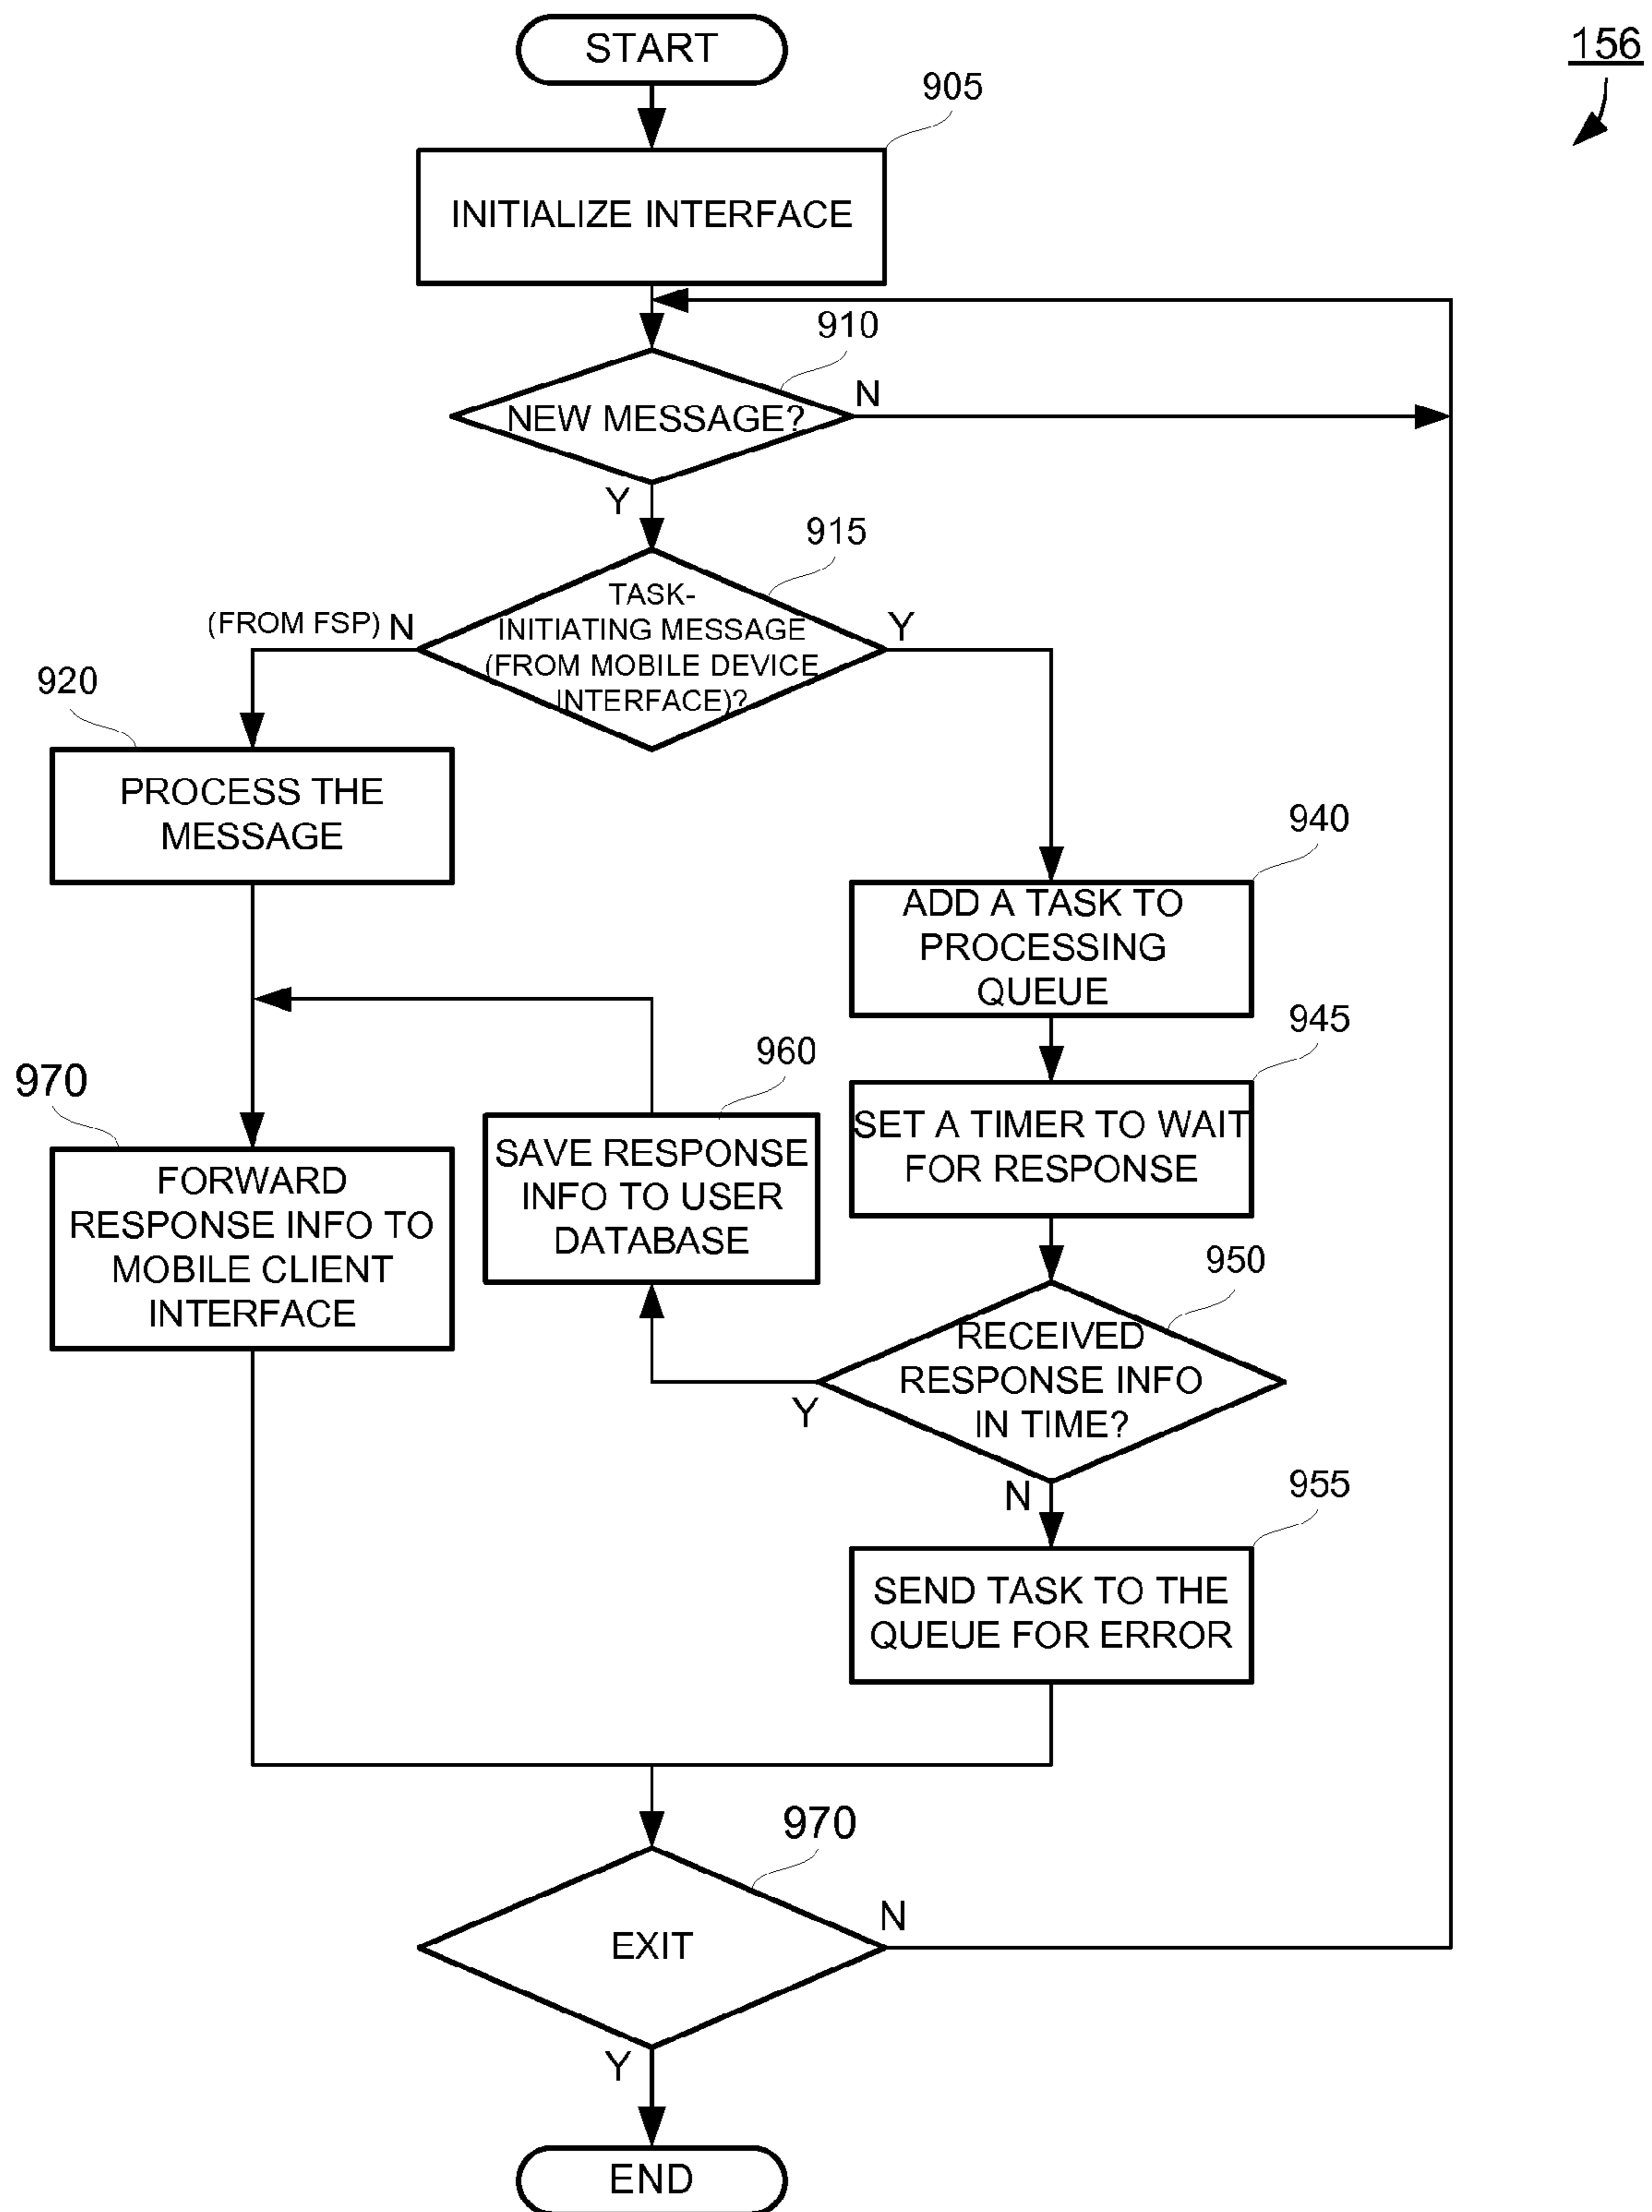 START
156
905
INITIALIZE INTERFACE
910
NEW MESSAGE?
N
Y
915
TASK-
INITIATING MESSAGE
(FROM MOBILE DEVICE
INTERFACE)?
(FROM FSP) N
Y
920
PROCESS THE
MESSAGE
940
ADD A TASK TO
PROCESSING
QUEUE
945
SET A TIMER TO WAIT
FOR RESPONSE
960
SAVE RESPONSE
INFO TO USER
DATABASE
970
FORWARD
RESPONSE INFO TO
MOBILE CLIENT
INTERFACE
950
RECEIVED
RESPONSE INFO
IN TIME?
Y
N
955
SEND TASK TO THE
QUEUE FOR ERROR
970
EXIT
N
Y
END